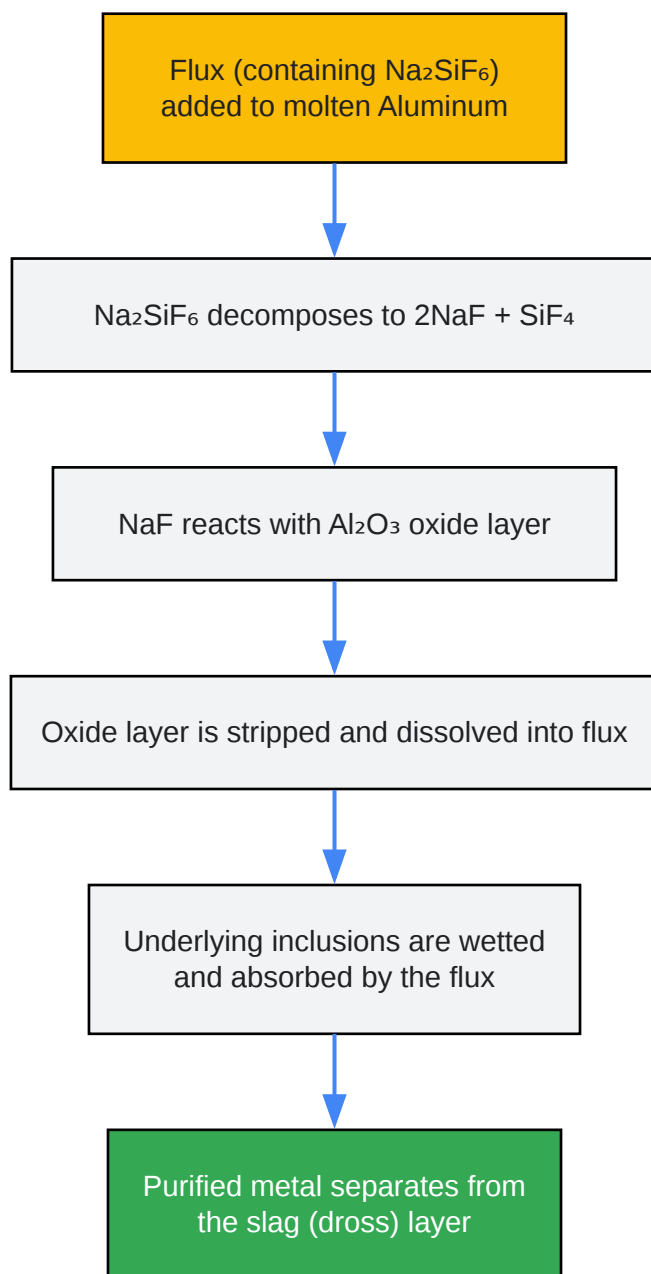 Flux (containing Na₂SiF₆)
added to molten Aluminum
Na₂SiF₆ decomposes to 2NaF + SiF₄
NaF reacts with Al₂O₃ oxide layer
Oxide layer is stripped and dissolved into flux
Underlying inclusions are wetted
and absorbed by the flux
Purified metal separates from
the slag (dross) layer